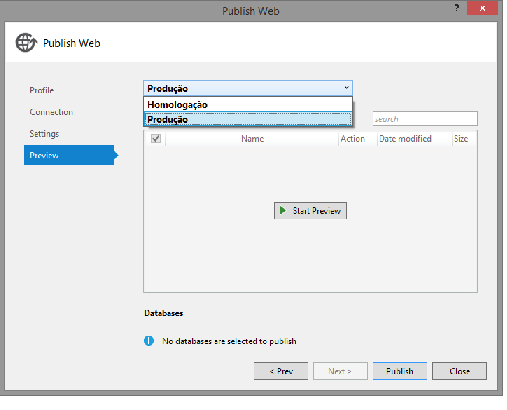 Publish Web
?
x
Publish Web
Profile
Connection
Settings
Preview
Produção
Homologação
Produção
search
Name Action Date modified Size
Start Preview
Databases
No databases are selected to publish
< Prev Next > Publish Close